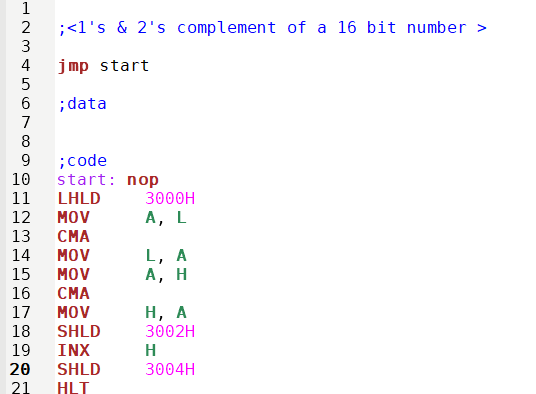 1
2 ;<1's & 2's complement of a 16 bit number >
3
4 jmp start
5
6 ;data
7
8
9 ;code
10 start: nop
11 LHLD 3000H
12 MOV A, L
13 CMA
14 MOV L, A
15 MOV A, H
16 CMA
17 MOV H, A
18 SHLD 3002H
19 INX H
20 SHLD 3004H
21 HLT